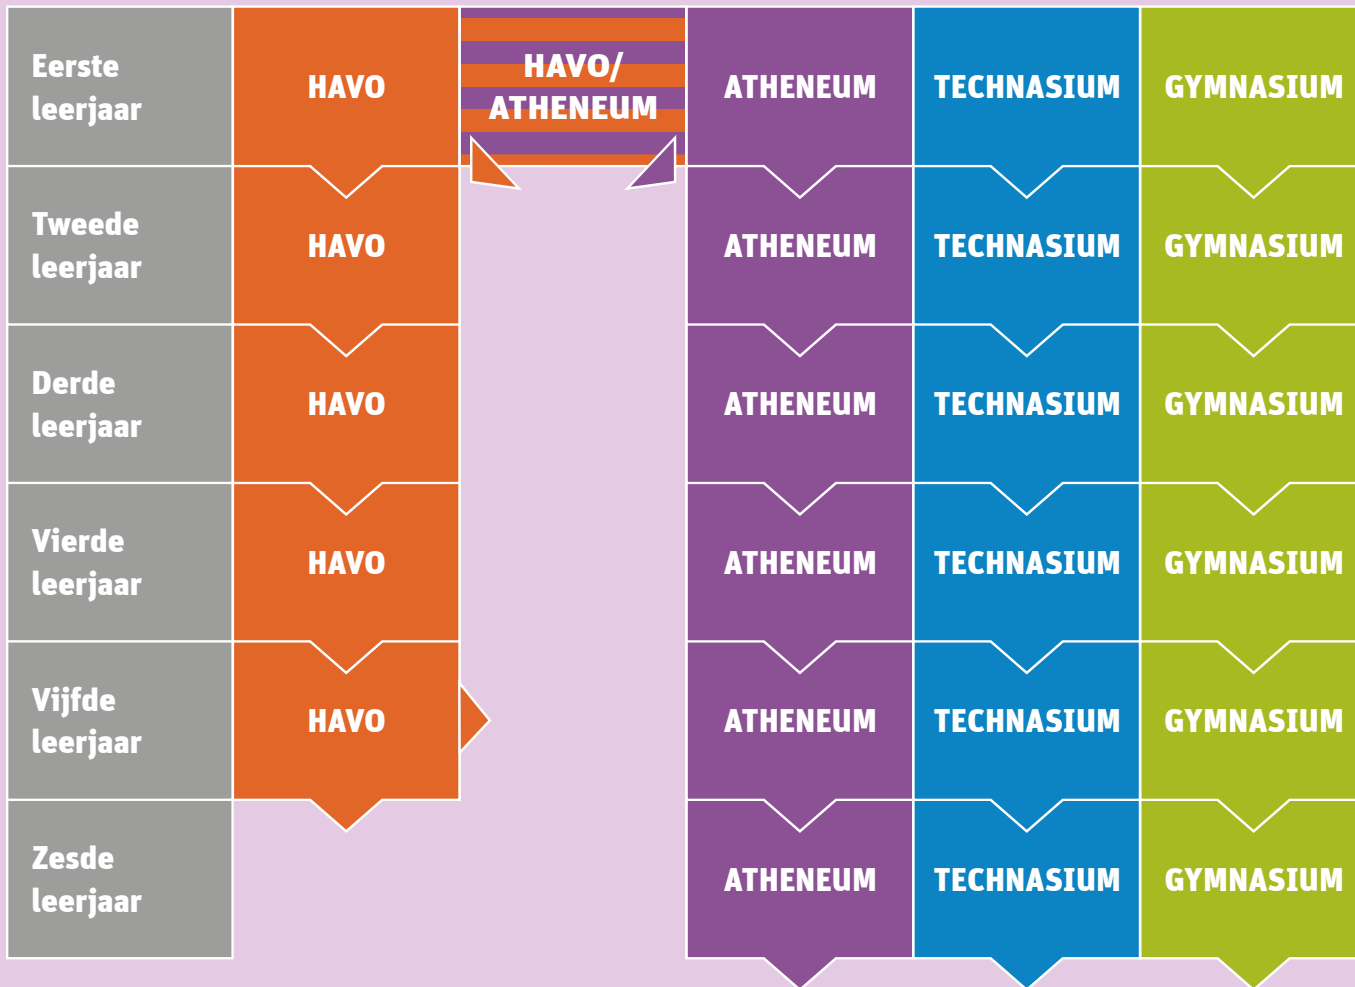 Eerste
leerjaar
HAVO
HAVO/
ATHENEUM
ATHENEUM
TECHNASIUM
GYMNASIUM
Tweede
leerjaar
HAVO
ATHENEUM
TECHNASIUM
GYMNASIUM
Derde
leerjaar
HAVO
ATHENEUM
TECHNASIUM
GYMNASIUM
Vierde
leerjaar
HAVO
ATHENEUM
TECHNASIUM
GYMNASIUM
Vijfde
leerjaar
HAVO
ATHENEUM
TECHNASIUM
GYMNASIUM
Zesde
leerjaar
ATHENEUM
TECHNASIUM
GYMNASIUM